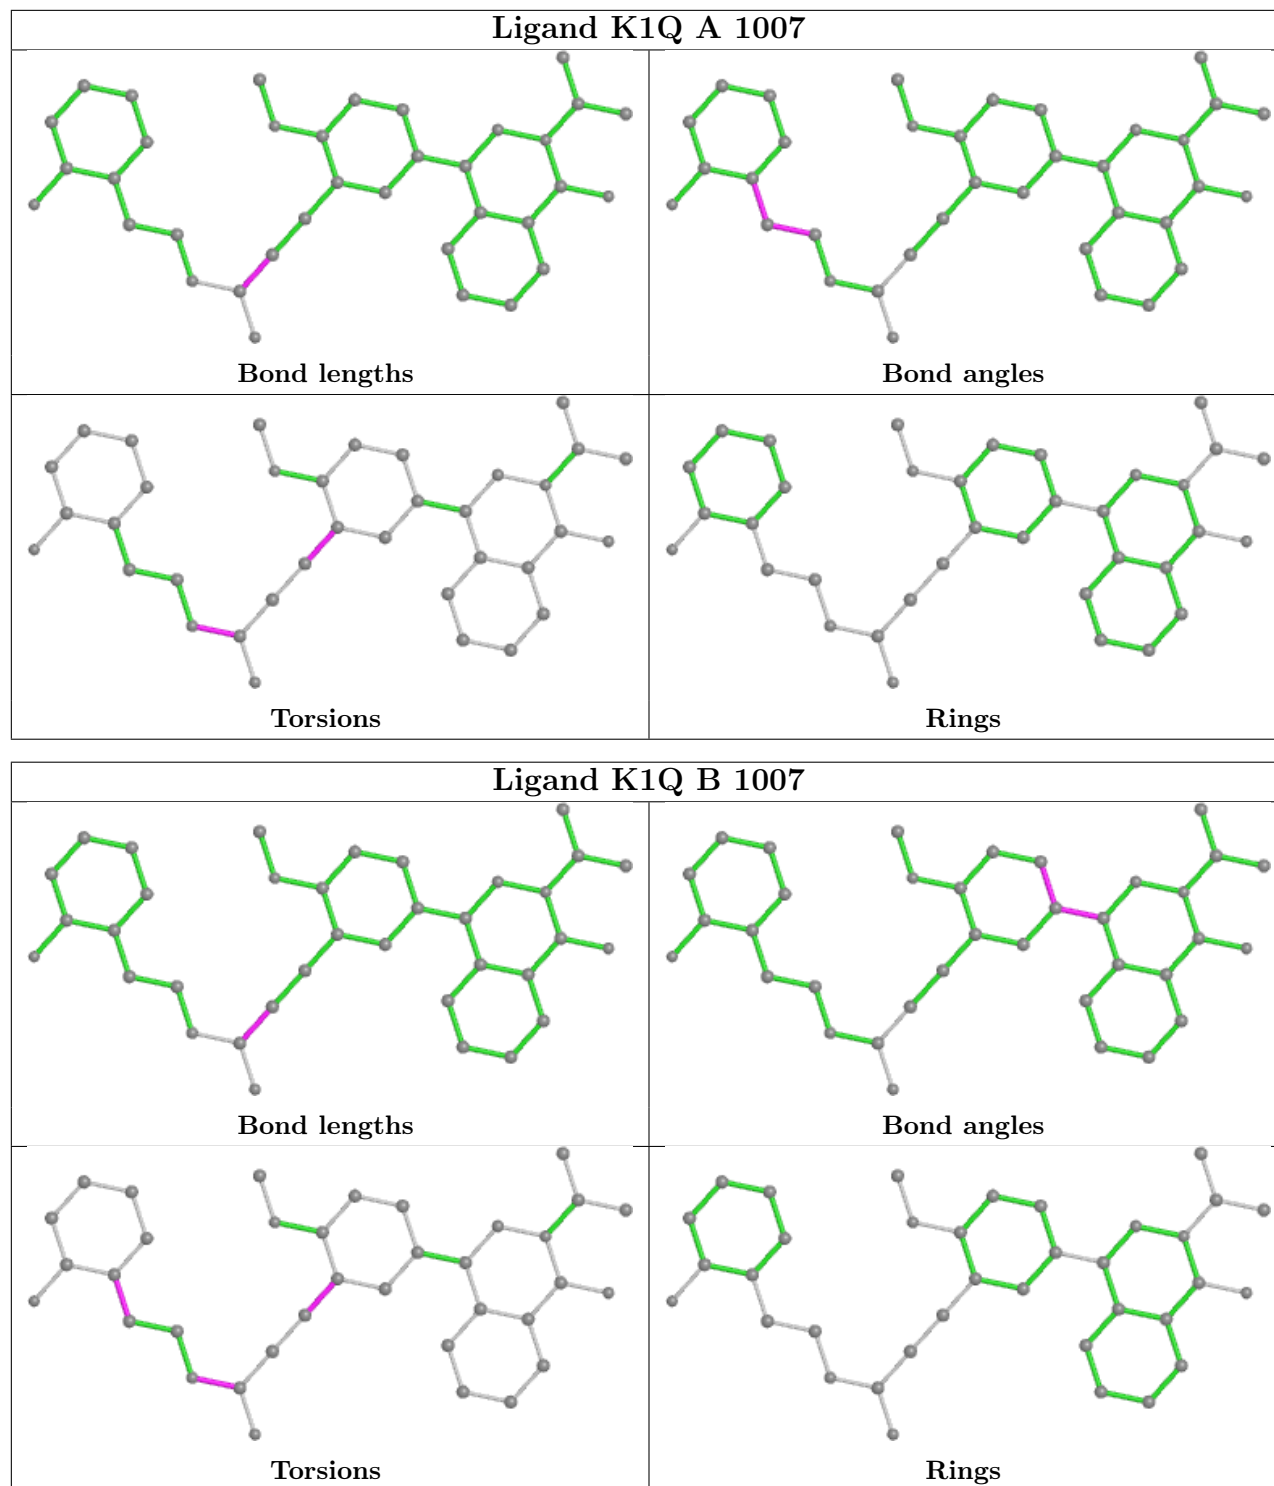 Ligand K1Q A 1007
Bond lengths
Bond angles
Torsions
Rings
Ligand K1Q B 1007
Bond lengths
Bond angles
Torsions
Rings